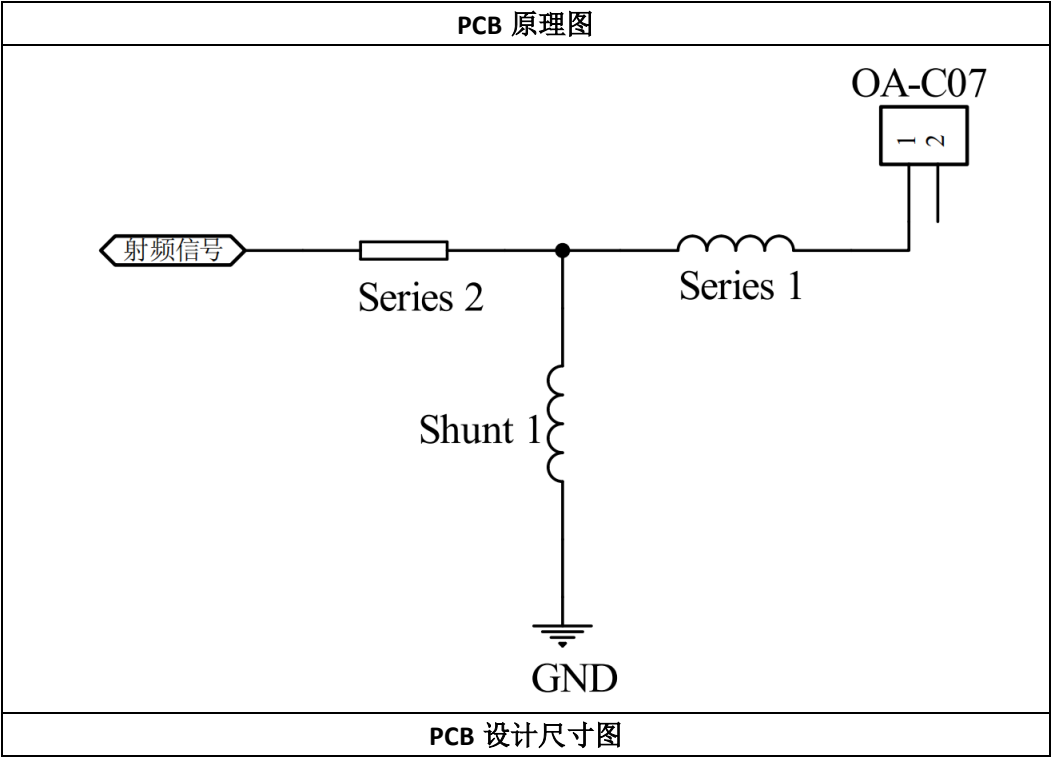 PCB 原理图
OA-C07
1 2
射频信号
Series 2
Series 1
Shunt 1
GND
PCB 设计尺寸图